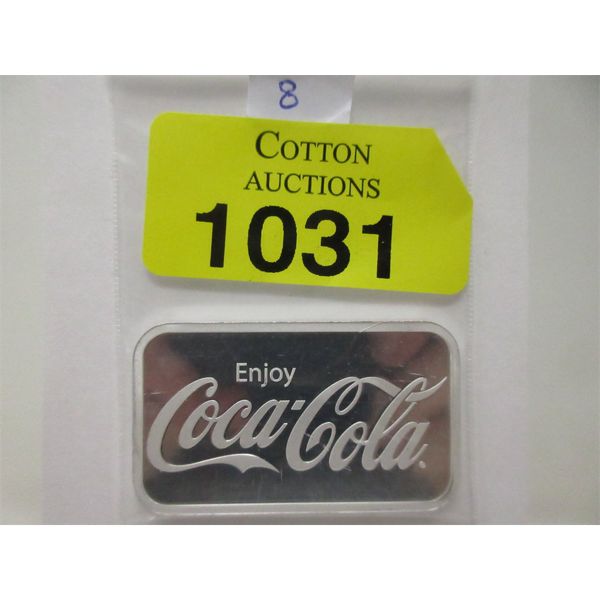 8
COTTON
AUCTIONS
1031
Enjoy
Coca-Cola